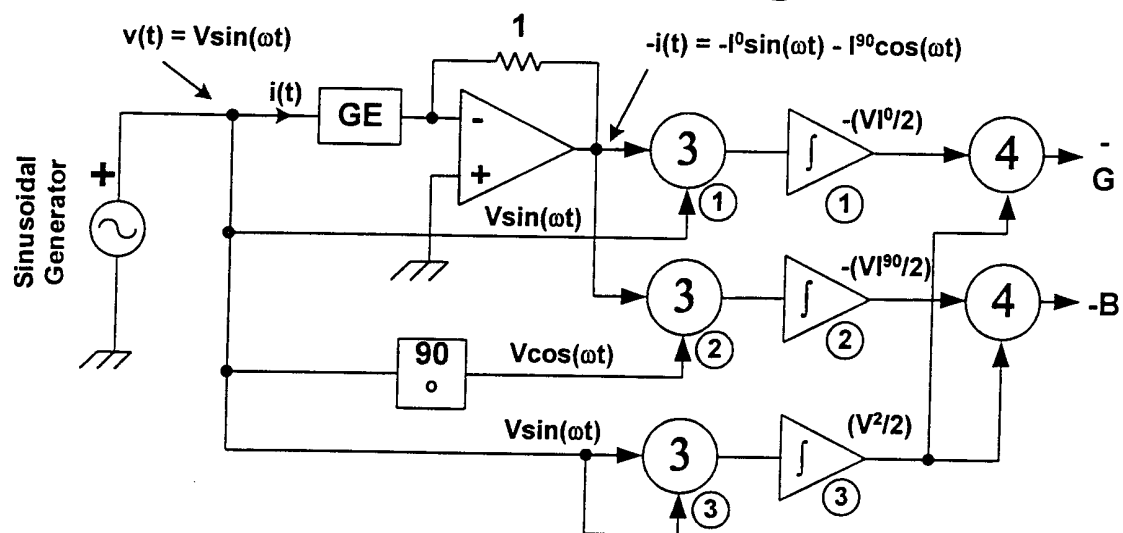 v(t) = Vsin(ωt)
1
-i(t) = -I⁰sin(ωt) - I⁹⁰cos(ωt)
i(t)
GE
-
+
3
1
∫
1
-(VI⁰/2)
4
-
G
+
Sinusoidal
Generator
Vsin(ωt)
3
2
∫
2
-(VI⁹⁰/2)
4
-B
90
o
Vcos(ωt)
Vsin(ωt)
3
3
∫
3
(V²/2)